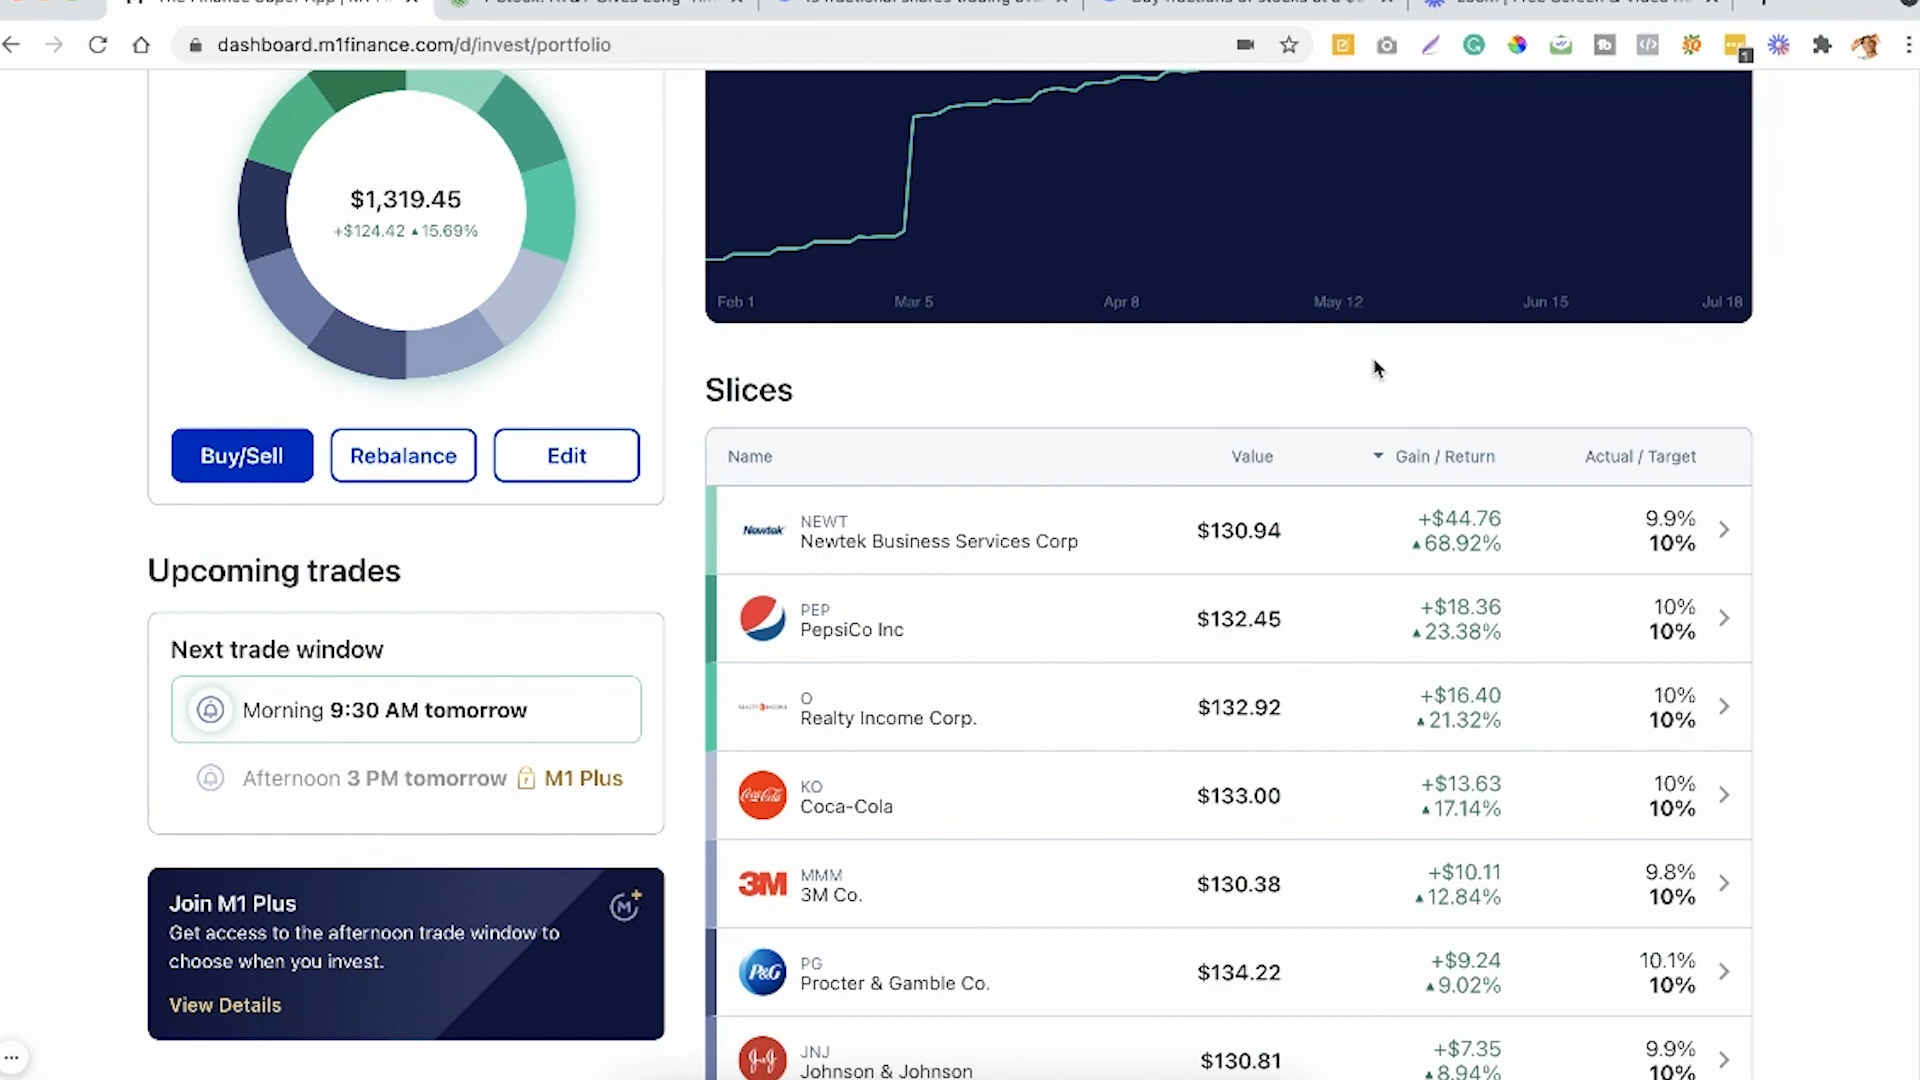 dashboard.m1finance.com/d/invest/portfolio
1
$1,319.45
+$124.42 ▲ 15.69%
Buy/Sell
Rebalance
Edit
Feb 1
Mar 5
Apr 8
May 12
Jun 15
Jul 18
Upcoming trades
Next trade window
Morning 9:30 AM tomorrow
Afternoon 3 PM tomorrow M1 Plus
Join M1 Plus
Get access to the afternoon trade window to
choose when you invest.
View Details
Slices
Name Value Gain / Return Actual / Target
Newtek
NEWT
Newtek Business Services Corp
$130.94
+$44.76
▲68.92%
9.9%
10%
PEP
PepsiCo Inc
$132.45
+$18.36
▲23.38%
10%
10%
O
Realty Income Corp.
$132.92
+$16.40
▲21.32%
10%
10%
Coca-Cola
KO
Coca-Cola
$133.00
+$13.63
▲17.14%
10%
10%
3M
MMM
3M Co.
$130.38
+$10.11
▲12.84%
9.8%
10%
P&G
PG
Procter & Gamble Co.
$134.22
+$9.24
▲9.02%
10.1%
10%
JNJ
Johnson & Johnson
$130.81
+$7.35
▲8.94%
9.9%
10%